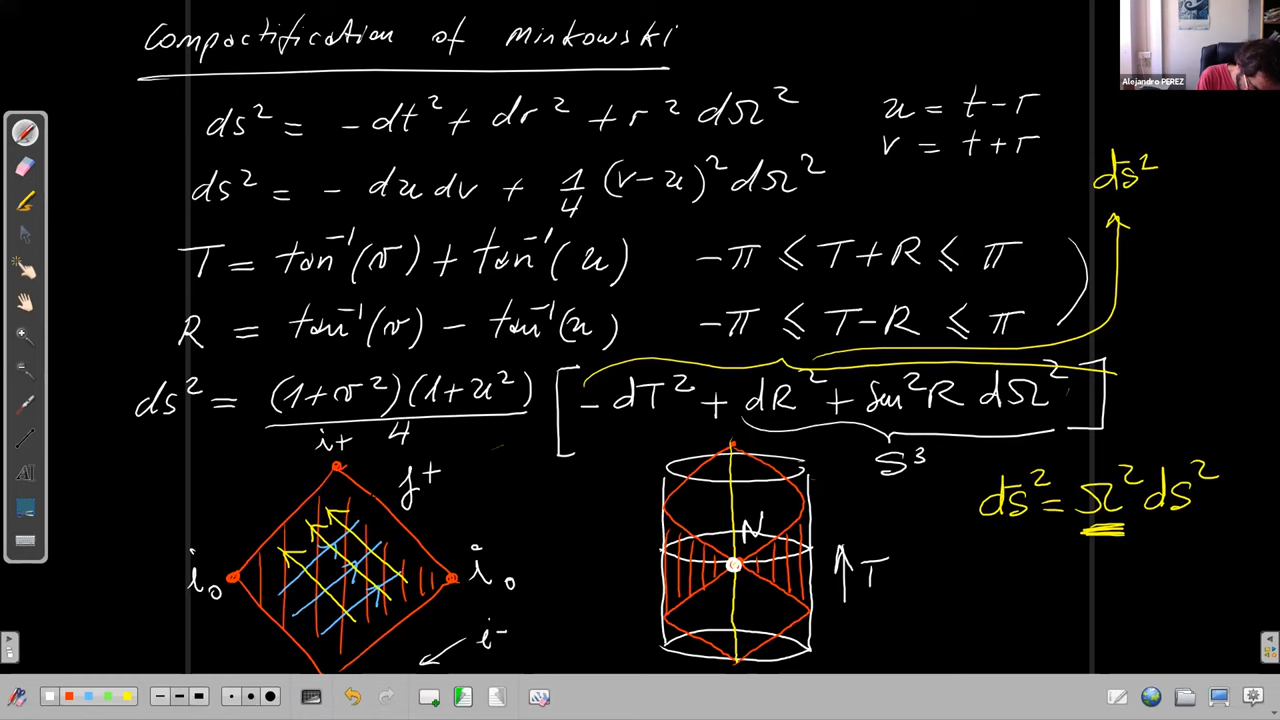 Compactification of Minkowski
Alejandro PEREZ
ds² = -dt² + dr² + r² dΩ²
u = t-r
v = t+r
ds² = - du dv + 1/4 (v-u)² dΩ²
ds̄²
T = tan⁻¹(v) + tan⁻¹(u) -π ⩽ T+R ⩽ π
R = tan⁻¹(v) - tan⁻¹(u) -π ⩽ T-R ⩽ π
ds² = (1+v²)(1+u²)/4 [-dT² + dR² + sin²R dΩ²]
S³
i+
𝒥+
ds̄² = Ω² ds²
N
i₀
i₀
↑ T
i-